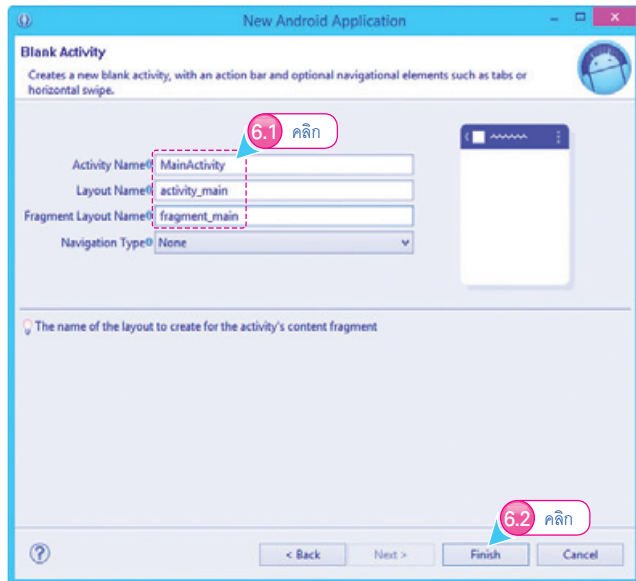 New Android Application
Blank Activity
Creates a new blank activity, with an action bar and optional navigational elements such as tabs or
horizontal swipe.
6.1 คลิก
Activity Name MainActivity
Layout Name activity_main
Fragment Layout Name fragment_main
Navigation Type None
The name of the layout to create for the activity's content fragment
6.2 คลิก
< Back Next > Finish Cancel